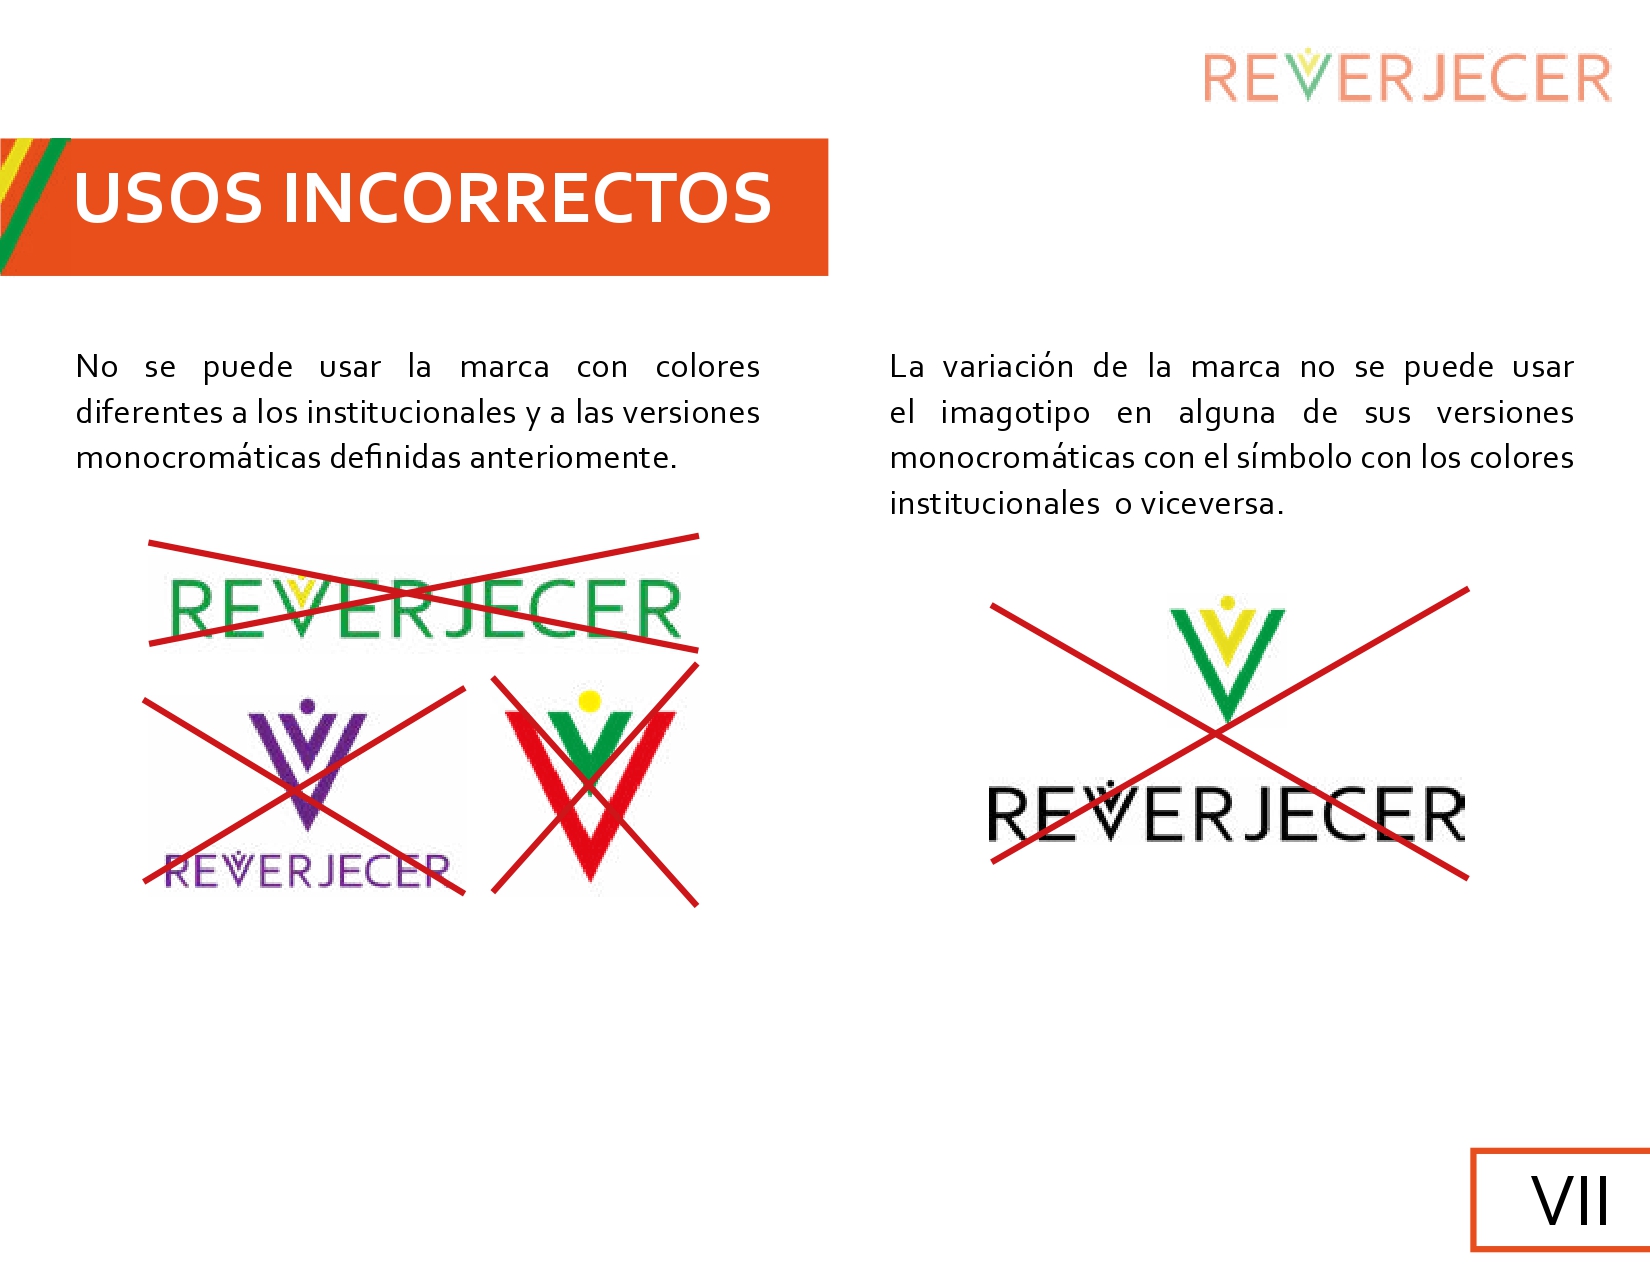 REVERJECER
USOS INCORRECTOS
No se puede usar la marca con colores
diferentes a los institucionales y a las versiones
monocromáticas definidas anteriomente.
REVERJECER
REVERJECER
La variación de la marca no se puede usar
el imagotipo en alguna de sus versiones
monocromáticas con el símbolo con los colores
institucionales o viceversa.
REVERJECER
VII